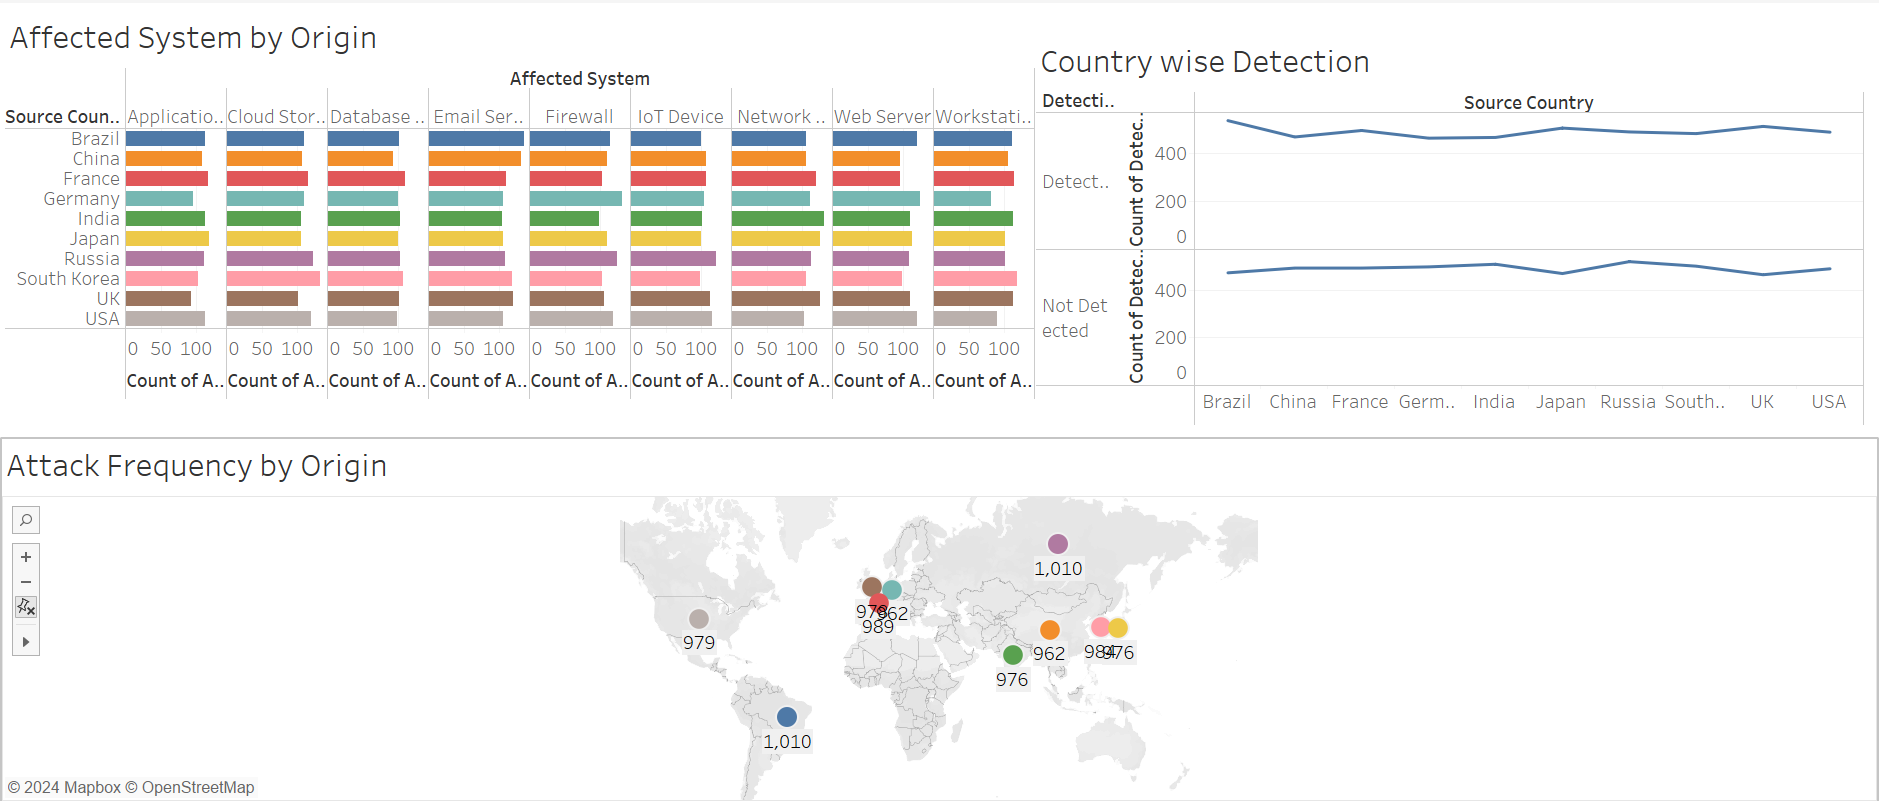 Affected System by Origin
Affected System
Source Coun.. Applicatio.. Cloud Stor.. Database .. Email Ser.. Firewall IoT Device Network .. Web Server Workstati..
Brazil
China
France
Germany
India
Japan
Russia
South Korea
UK
USA
0 50 100 0 50 100 0 50 100 0 50 100 0 50 100 0 50 100 0 50 100 0 50 100 0 50 100
Count of A.. Count of A.. Count of A.. Count of A.. Count of A.. Count of A.. Count of A.. Count of A.. Count of A..
Country wise Detection
Detecti..
Source Country
Detect..
Count of Detec..
400
200
0
Not Det
ected
Count of Detec..
400
200
0
Brazil China France Germ.. India Japan Russia South.. UK USA
Attack Frequency by Origin
1,010
962
989
979
962
984
976
976
1,010
© 2024 Mapbox © OpenStreetMap